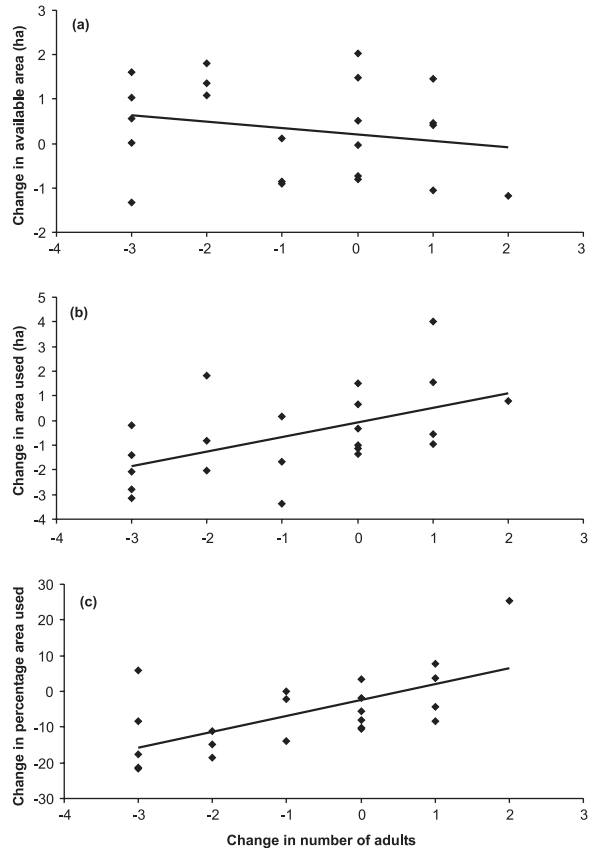 (a)
Change in available area (ha)
3
2
1
0
-1
-2
-4 -3 -2 -1 0 1 2 3
(b)
Change in area used (ha)
5
4
3
2
1
0
-1
-2
-3
-4
-4 -3 -2 -1 0 1 2 3
(c)
Change in percentage area used
30
20
10
0
-10
-20
-30
-4 -3 -2 -1 0 1 2 3
Change in number of adults